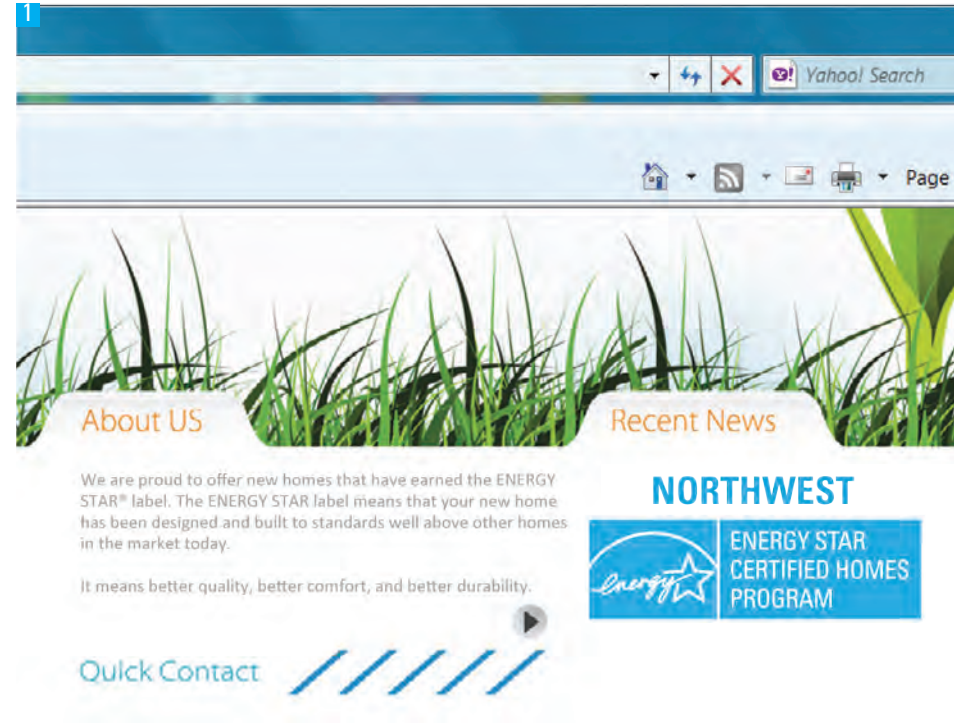 1
Y! Yahoo! Search
Page
About US
Recent News
We are proud to offer new homes that have earned the ENERGY
STAR® label. The ENERGY STAR label means that your new home
has been designed and built to standards well above other homes
in the market today.
It means better quality, better comfort, and better durability.
NORTHWEST
energy
ENERGY STAR
CERTIFIED HOMES
PROGRAM
Quick Contact